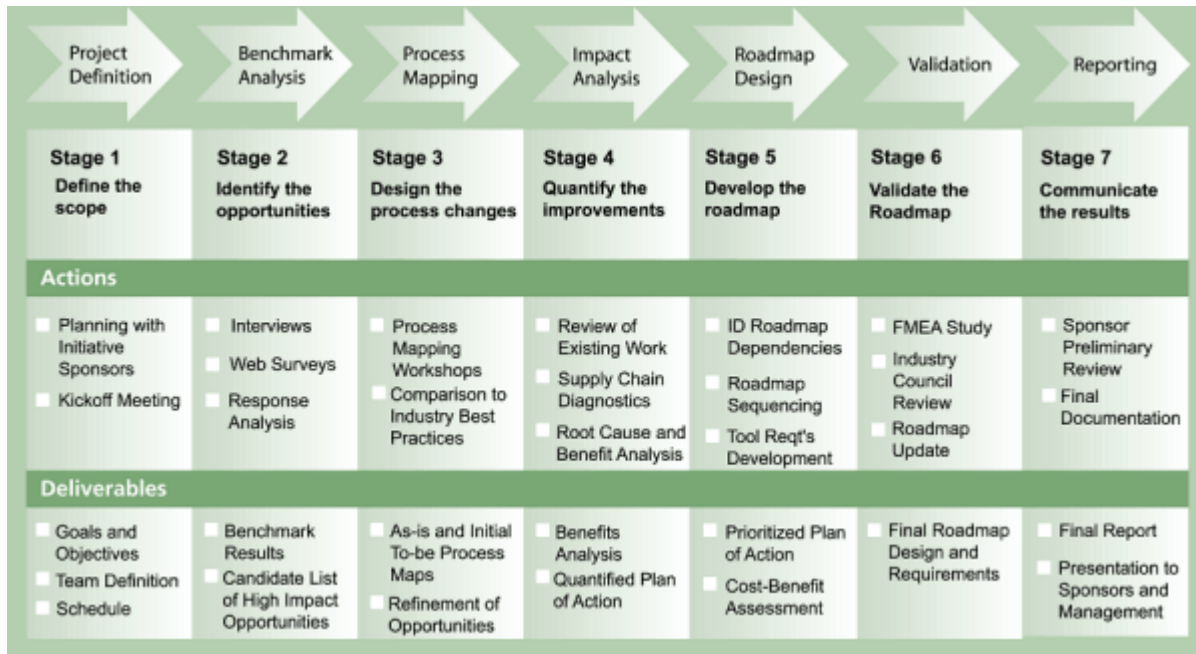 Project
Definition
Benchmark
Analysis
Process
Mapping
Impact
Analysis
Roadmap
Design
Validation
Reporting
Stage 1
Define the
scope
Stage 2
Identify the
opportunities
Stage 3
Design the
process changes
Stage 4
Quantify the
improvements
Stage 5
Develop the
roadmap
Stage 6
Validate the
Roadmap
Stage 7
Communicate
the results
Actions
Planning with
Initiative
Sponsors
Kickoff Meeting
Interviews
Web Surveys
Response
Analysis
Process
Mapping
Workshops
Comparison to
Industry Best
Practices
Review of
Existing Work
Supply Chain
Diagnostics
Root Cause and
Benefit Analysis
ID Roadmap
Dependencies
Roadmap
Sequencing
Tool Reqt's
Development
FMEA Study
Industry
Council
Review
Roadmap
Update
Sponsor
Preliminary
Review
Final
Documentation
Deliverables
Goals and
Objectives
Team Definition
Schedule
Benchmark
Results
Candidate List
of High Impact
Opportunities
As-is and Initial
To-be Process
Maps
Refinement of
Opportunities
Benefits
Analysis
Quantified Plan
of Action
Prioritized Plan
of Action
Cost-Benefit
Assessment
Final Roadmap
Design and
Requirements
Final Report
Presentation to
Sponsors and
Management